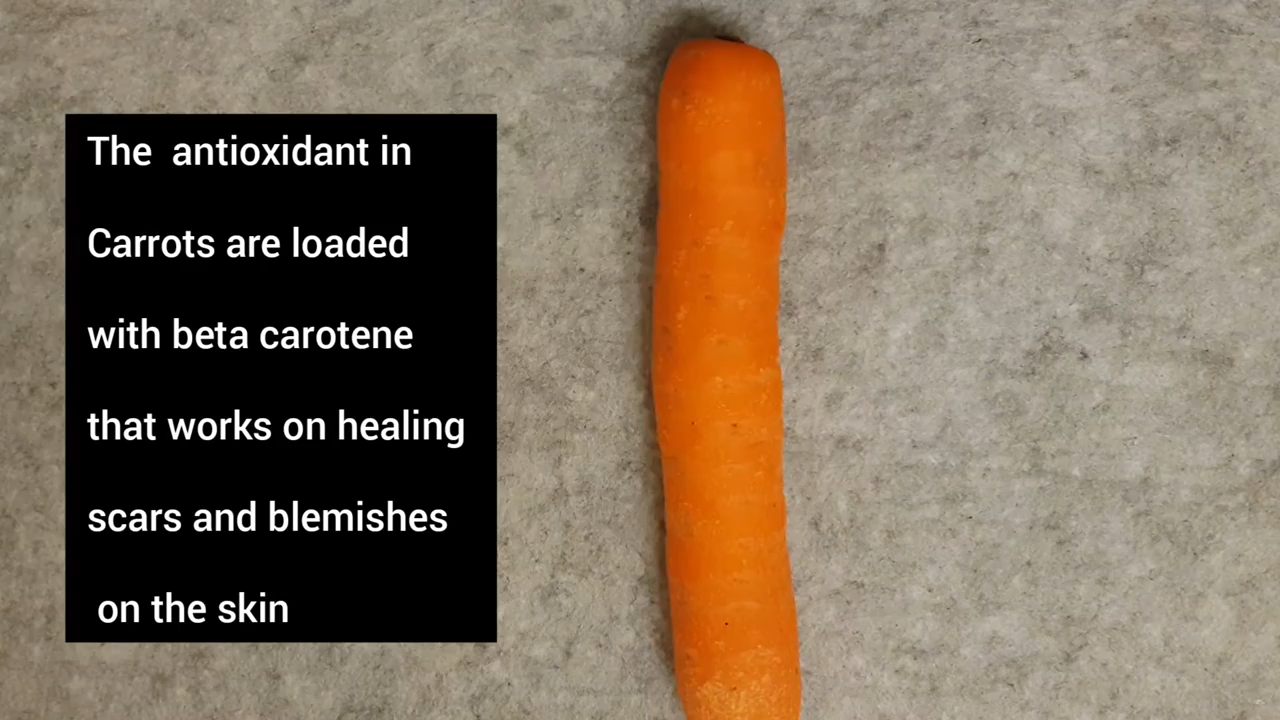 The  antioxidant in
Carrots are loaded
with beta carotene
that works on healing
scars and blemishes
on the skin